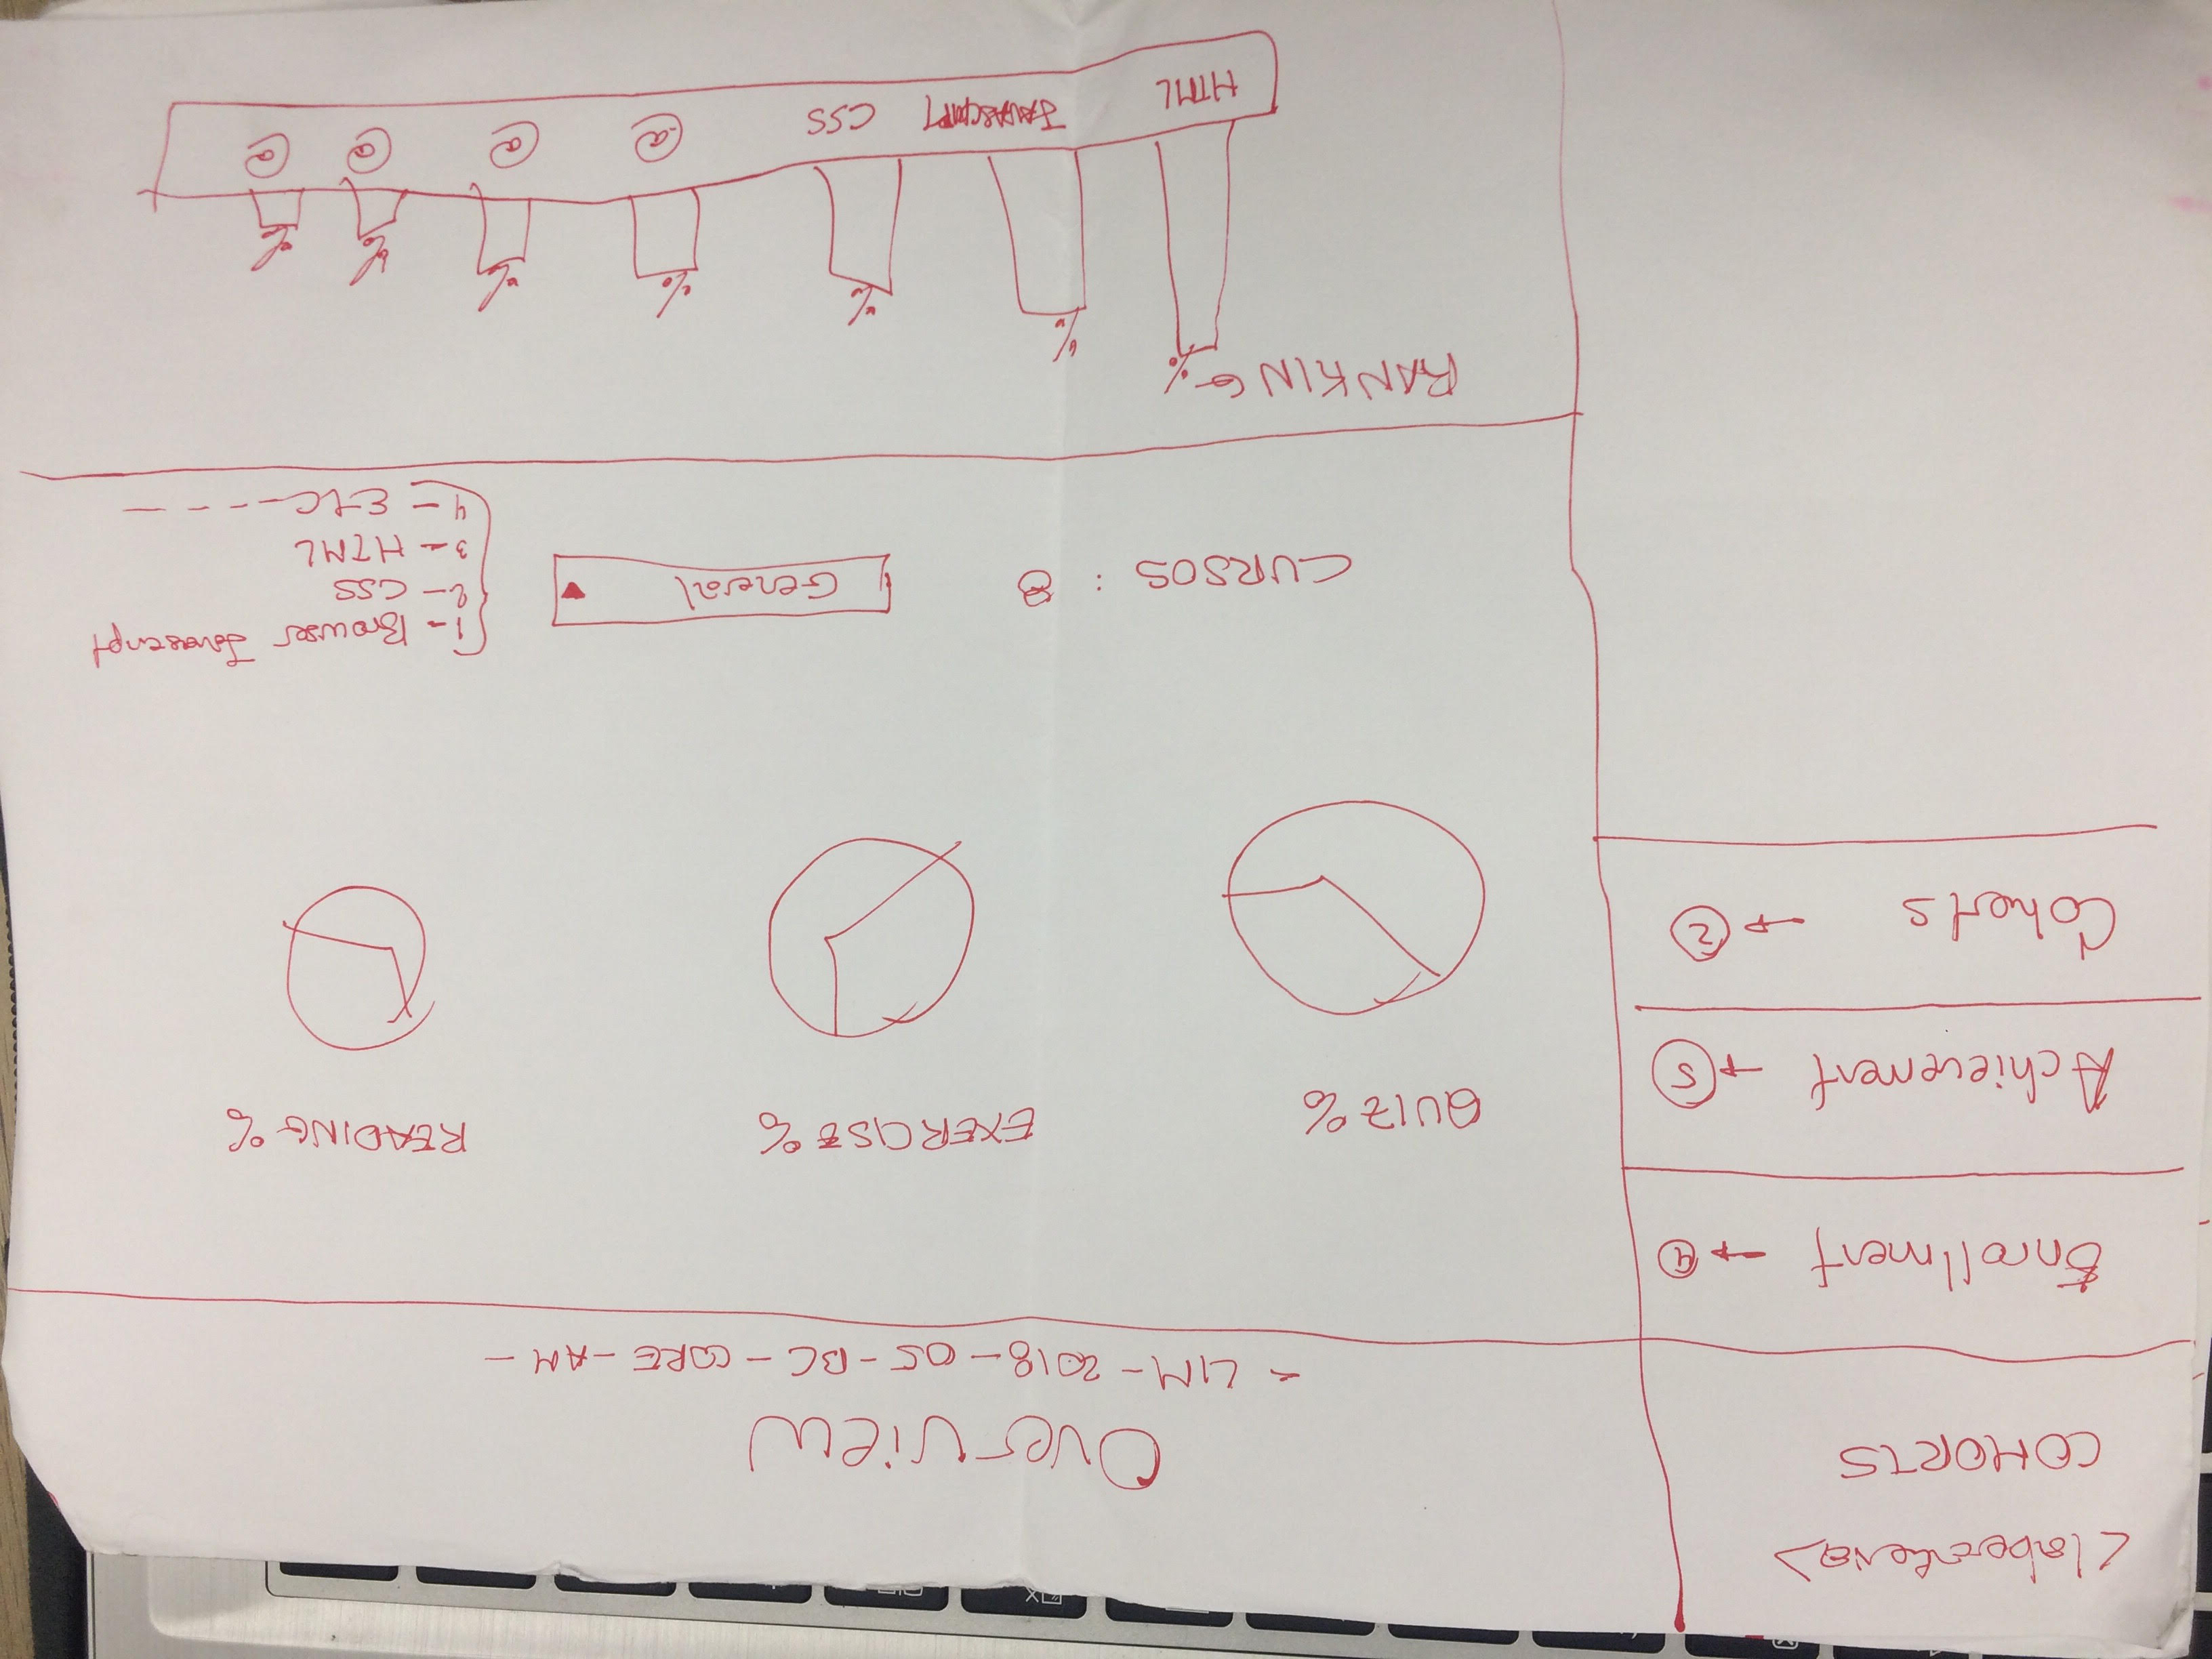 <laboratoria>
COHORTS
Overview
- LIM - 2018 - 05 - BC - CORE - AM -
Enrollment → 4
Achievement → 5
Cohorts → 2
QUIZ %
EXERCISE %
READING %
CURSOS : 8
General
1 - Browser Javascript
2 - CSS
3 - HTML
4 - Etc - - - -
RANKING
% % % % % % %
HTML JAVASCRIPT CSS @ @ @ @